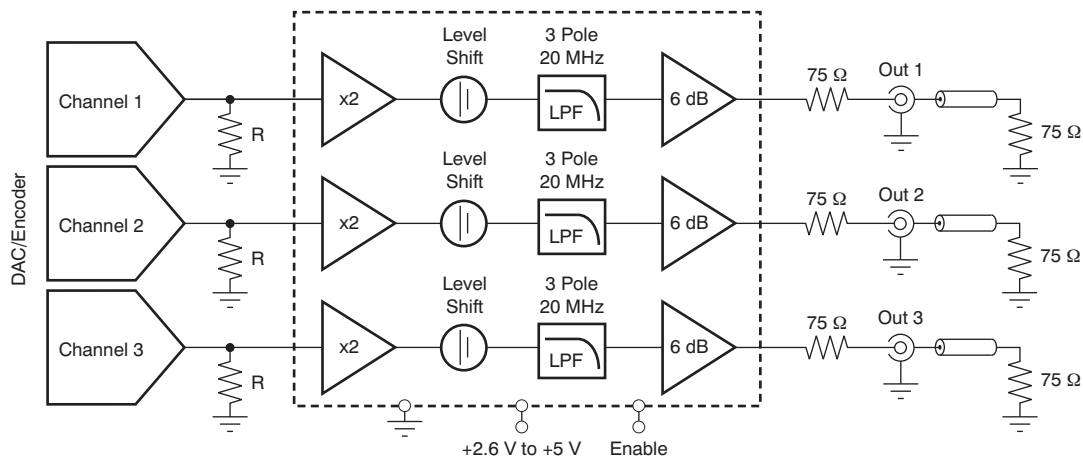 Level
Shift
3 Pole
20 MHz
Channel 1
R
x2
LPF
6 dB
75 Ω
Out 1
75 Ω
Level
Shift
3 Pole
20 MHz
DAC/Encoder
Channel 2
R
x2
LPF
6 dB
75 Ω
Out 2
75 Ω
Level
Shift
3 Pole
20 MHz
Channel 3
R
x2
LPF
6 dB
75 Ω
Out 3
75 Ω
+2.6 V to +5 V
Enable